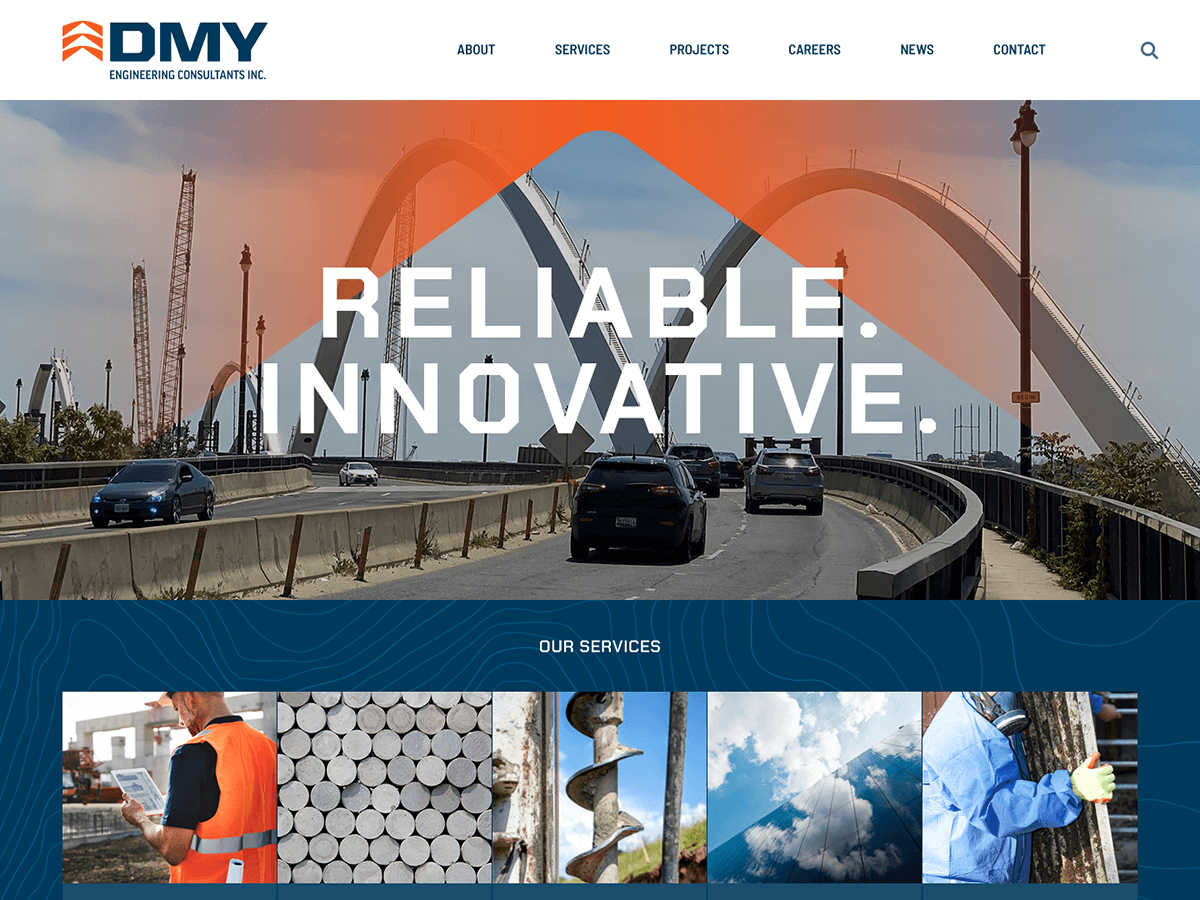 DMY
ENGINEERING CONSULTANTS INC.
ABOUT
SERVICES
PROJECTS
CAREERS
NEWS
CONTACT
RELIABLE.
INNOVATIVE.
BEGIN
OUR SERVICES